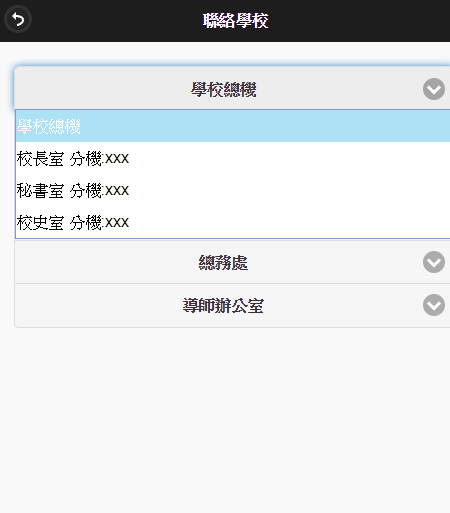 聯絡學校
學校總機
學校總機
校長室 分機:xxx
秘書室 分機:xxx
校史室 分機:xxx
總務處
導師辦公室